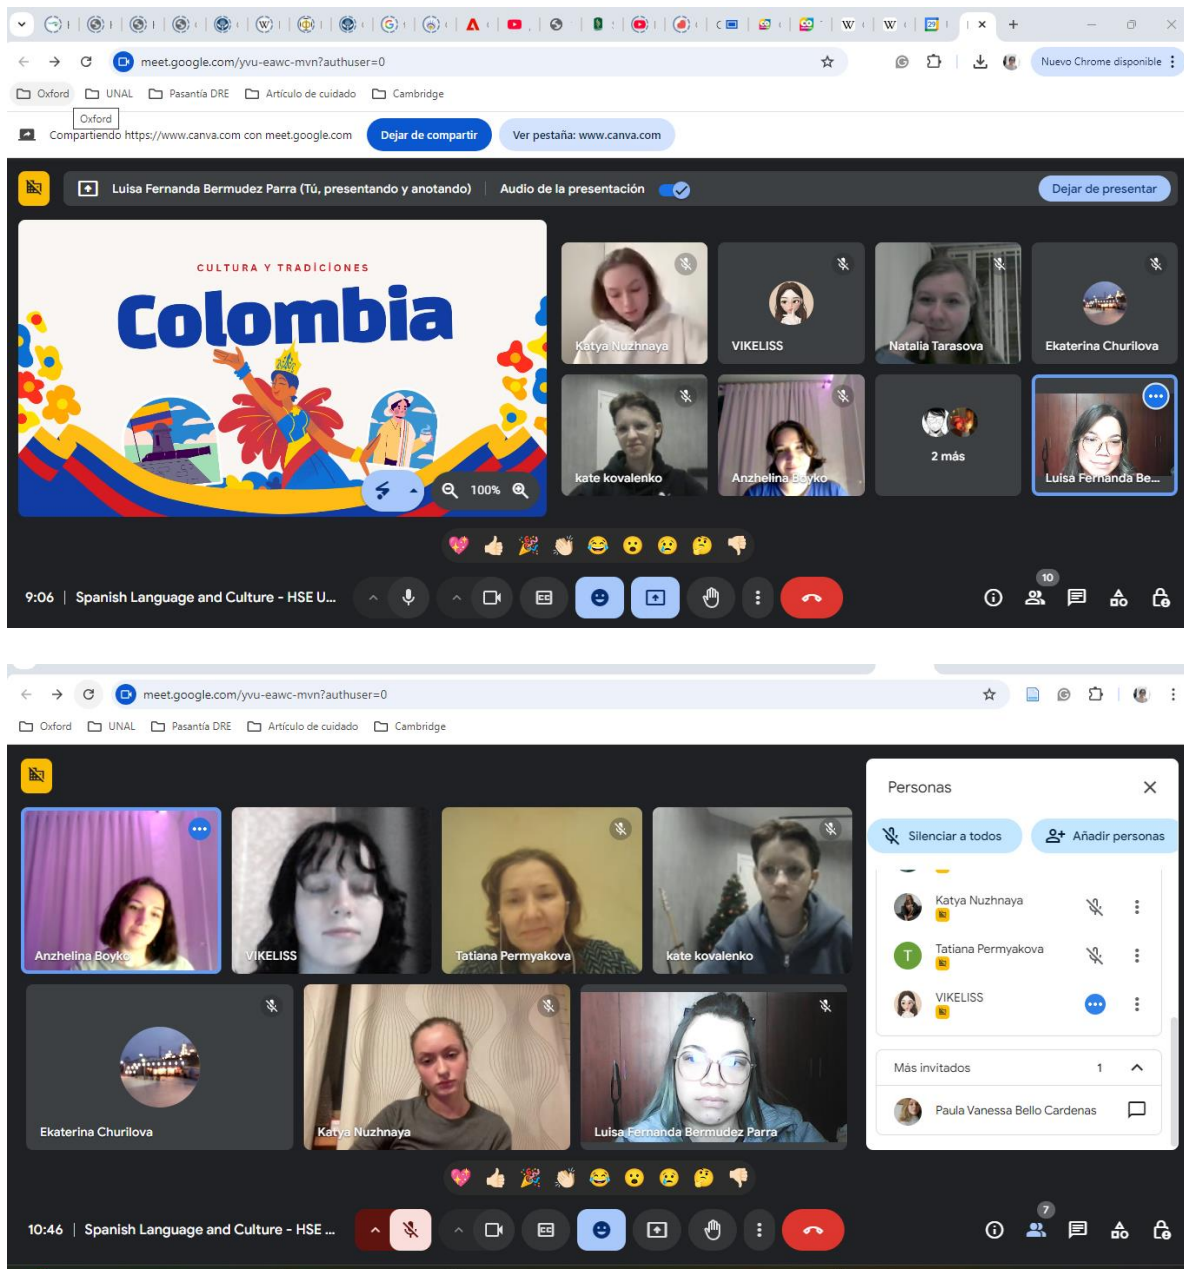 meet.google.com/yvu-eawc-mvn?authuser=0
Nuevo Chrome disponible
Oxford UNAL Pasantía DRE Artículo de cuidado Cambridge
Oxford
Compartiendo https://www.canva.com con meet.google.com Dejar de compartir Ver pestaña: www.canva.com
Luisa Fernanda Bermudez Parra (Tú, presentando y anotando) Audio de la presentación Dejar de presentar
CULTURA Y TRADİCİONES
Colombia
Katya Nuzhnaya VIKELISS Natalia Tarasova Ekaterina Churilova
2 más
kate kovalenko Anzhelina Boyko Luisa Fernanda Be...
100%
10
9:06 | Spanish Language and Culture - HSE U...
meet.google.com/yvu-eawc-mvn?authuser=0
Oxford UNAL Pasantía DRE Artículo de cuidado Cambridge
Personas
Silenciar a todos Añadir personas
Katya Nuzhnaya
T Tatiana Permyakova
VIKELISS
Más invitados 1
Paula Vanessa Bello Cardenas
Anzhelina Boyko VIKELISS Tatiana Permyakova kate kovalenko
Ekaterina Churilova Katya Nuzhnaya Luisa Fernanda Bermudez Parra
7
10:46 | Spanish Language and Culture - HSE ...